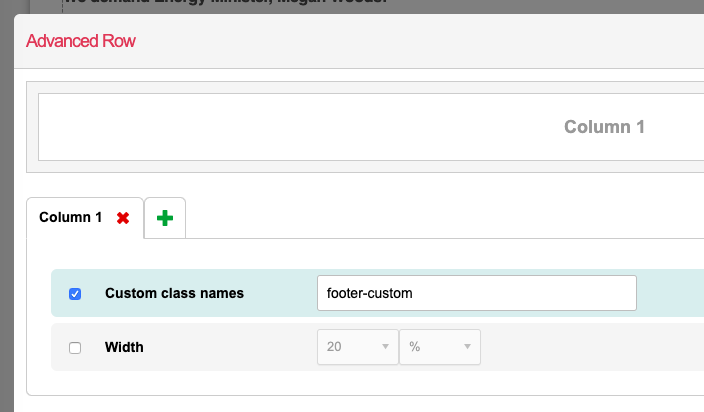 We demand Energy Minister, Megan Woods:
Advanced Row
Column 1
Column 1
Custom class names footer-custom
Width 20 %